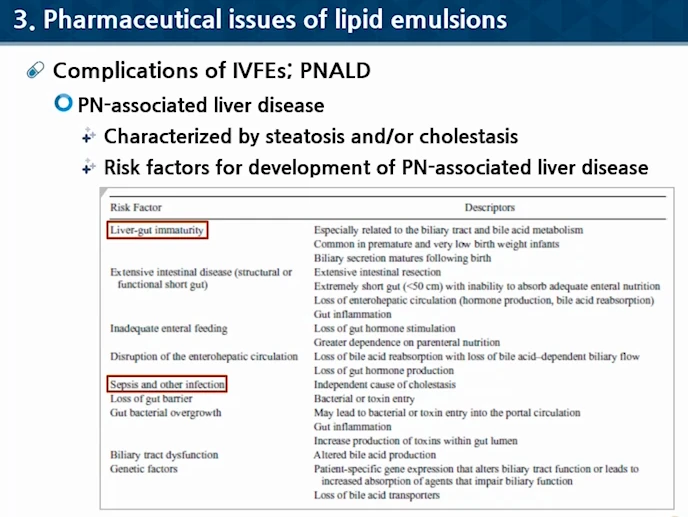 3. Pharmaceutical issues of lipid emulsions
Complications of IVFEs; PNALD
PN-associated liver disease
Characterized by steatosis and/or cholestasis
Risk factors for development of PN-associated liver disease
Risk Factor Descriptors
Liver-gut immaturity Especially related to the biliary tract and bile acid metabolism
Common in premature and very low birth weight infants
Biliary secretion matures following birth
Extensive intestinal disease (structural or Extensive intestinal resection
functional short gut) Extremely short gut (<50 cm) with inability to absorb adequate enteral nutrition
Loss of enterohepatic circulation (hormone production, bile acid reabsorption)
Gut inflammation
Inadequate enteral feeding Loss of gut hormone stimulation
Greater dependence on parenteral nutrition
Disruption of the enterohepatic circulation Loss of bile acid reabsorption with loss of bile acid–dependent biliary flow
Loss of gut hormone production
Sepsis and other infection Independent cause of cholestasis
Loss of gut barrier Bacterial or toxin entry
Gut bacterial overgrowth May lead to bacterial or toxin entry into the portal circulation
Gut inflammation
Increase production of toxins within gut lumen
Biliary tract dysfunction Altered bile acid production
Genetic factors Patient-specific gene expression that alters biliary tract function or leads to
increased absorption of agents that impair biliary function
Loss of bile acid transporters